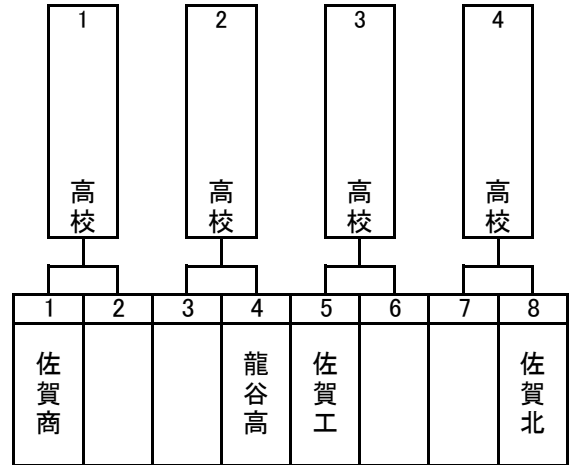 1 2 3 4
高校 高校 高校 高校
1 2 3 4 5 6 7 8
佐賀商 龍谷高 佐賀工 佐賀北